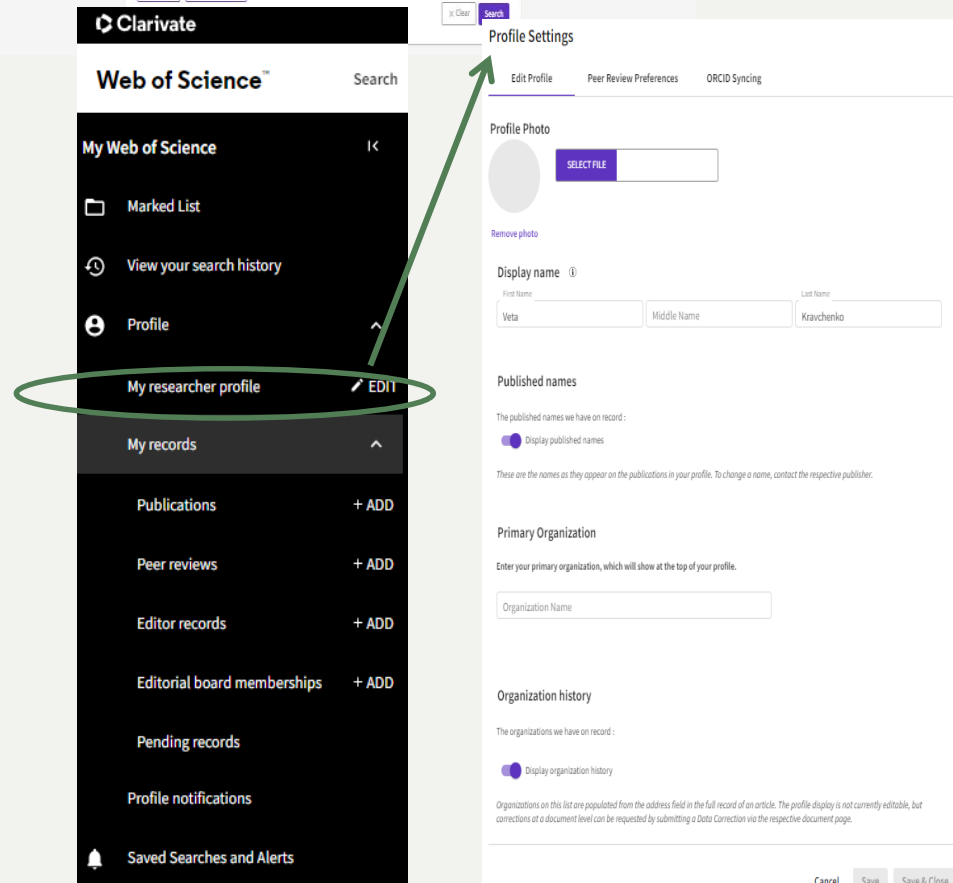 × Clear Search
Clarivate
Web of Science™ Search
My Web of Science
Marked List
View your search history
Profile
My researcher profile EDIT
My records
Publications + ADD
Peer reviews + ADD
Editor records + ADD
Editorial board memberships + ADD
Pending records
Profile notifications
Saved Searches and Alerts
Profile Settings
Edit Profile Peer Review Preferences ORCID Syncing
Profile Photo
SELECT FILE
Remove photo
Display name
First Name Last Name
Veta Middle Name Kravchenko
Published names
The published names we have on record :
Display published names
These are the names as they appear on the publications in your profile. To change a name, contact the respective publisher.
Primary Organization
Enter your primary organization, which will show at the top of your profile.
Organization Name
Organization history
The organizations we have on record :
Display organization history
Organizations on this list are populated from the address field in the full record of an article. The profile display is not currently editable, but
corrections at a document level can be requested by submitting a Data Correction via the respective document page.
Cancel Save Save & Close